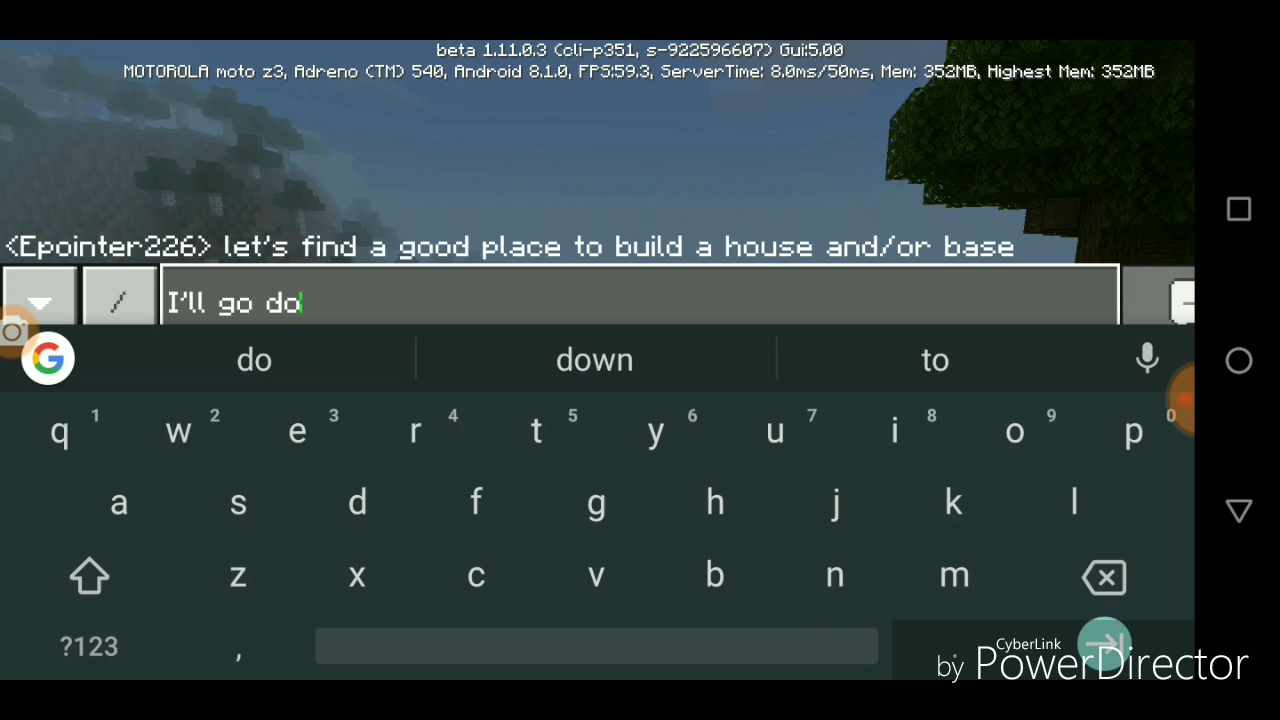 beta 1.11.0.3 (cli-p351, s-922596607) Gui:5.00
MOTOROLA moto z3, Adreno (TM) 540, Android 8.1.0, FPS:59.3, ServerTime: 8.0ms/50ms, Mem: 352MB, Highest Mem: 352MB
<Epointer226> let's find a good place to build a house and/or base
/ I'll go do
do down to
q 1 w 2 e 3 r 4 t 5 y 6 u 7 i 8 o 9 p 0
a s d f g h j k l
z x c v b n m
?123 , .
CyberLink
by PowerDirector